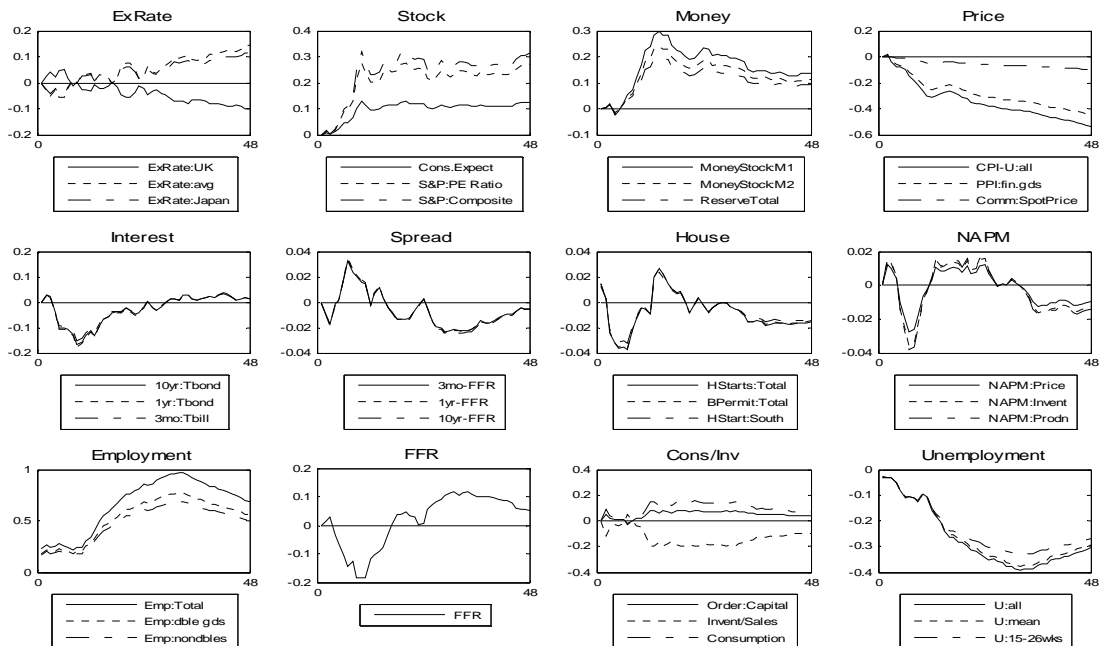 ExRate
0.2
0.1
0
-0.1
-0.2
0
48
ExRate:UK
ExRate:avg
ExRate:Japan
Stock
0.4
0.3
0.2
0.1
0
0
48
Cons.Expect
S&P:PE Ratio
S&P:Composite
Money
0.3
0.2
0.1
0
-0.1
0
48
MoneyStock:M1
MoneyStock:M2
ReserveTotal
Price
0.2
0
-0.2
-0.4
-0.6
0
48
CPI-U:all
PPI:fin.gds
Comm:SpotPrice
Interest
0.2
0.1
0
-0.1
-0.2
0
48
10yr:Tbond
1yr:Tbond
3mo:Tbill
Spread
0.04
0.02
0
-0.02
-0.04
0
48
3mo-FFR
1yr-FFR
10yr-FFR
House
0.04
0.02
0
-0.02
-0.04
0
48
HStarts:Total
BPermit:Total
HStart:South
NAPM
0.02
0
-0.02
-0.04
0
48
NAPM:Price
NAPM:Invent
NAPM:Prodn
Employment
1
0.5
0
0
48
Emp:Total
Emp:dble gds
Emp:nondbles
FFR
0.2
0.1
0
-0.1
-0.2
0
48
FFR
Cons/Inv
0.4
0.2
0
-0.2
-0.4
0
48
Order:Capital
Invent/Sales
Consumption
Unemployment
0
-0.1
-0.2
-0.3
-0.4
0
48
U:all
U:mean
U:15-26wks